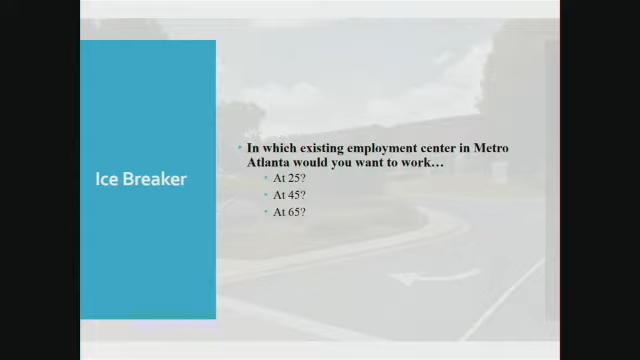 Ice Breaker
• In which existing employment center in Metro
Atlanta would you want to work…
• At 25?
• At 45?
• At 65?